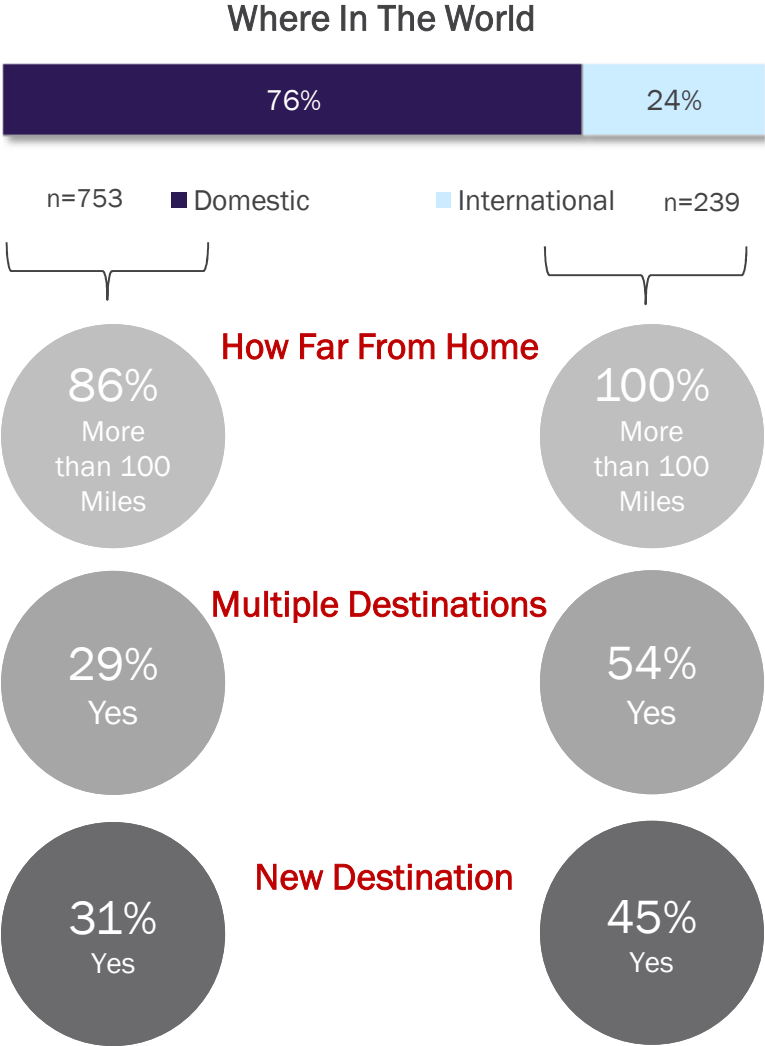 Where In The World
76%
24%
n=753
Domestic
International
n=239
How Far From Home
86%
More
than 100
Miles
100%
More
than 100
Miles
Multiple Destinations
29%
Yes
54%
Yes
New Destination
31%
Yes
45%
Yes